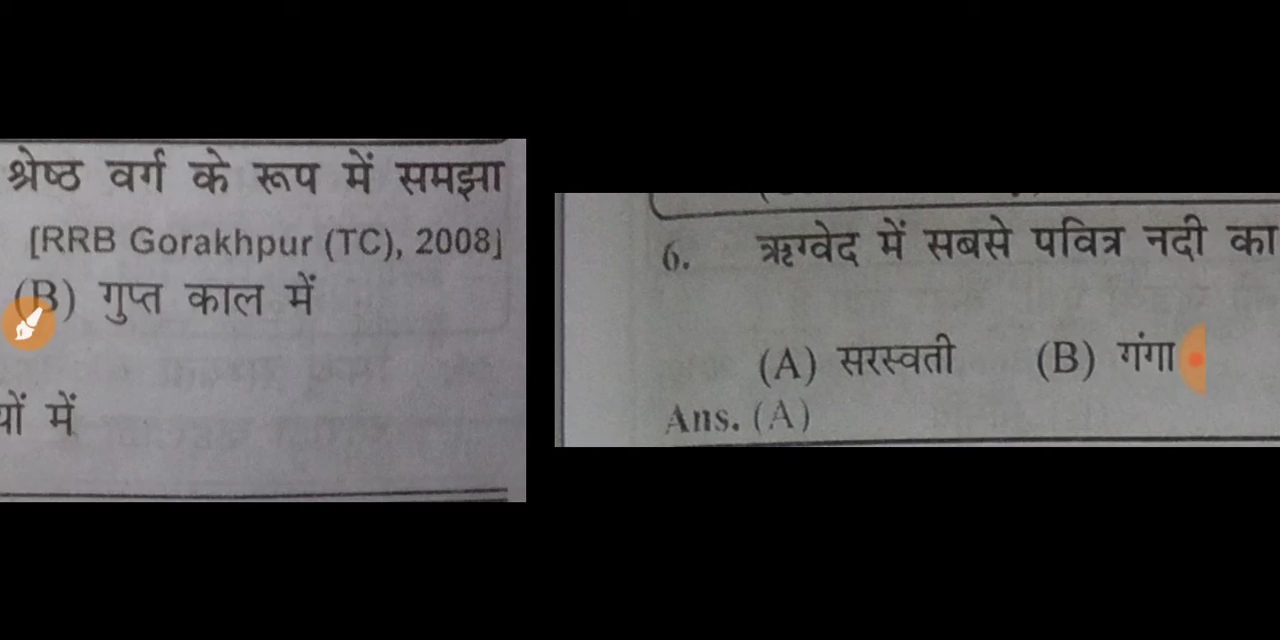 श्रेष्ठ वर्ग के रूप में समझा
[RRB Gorakhpur (TC), 2008]
(B) गुप्त काल में
में
6. ऋग्वेद में सबसे पवित्र नदी का
(A) सरस्वती (B) गंगा
Ans. (A)